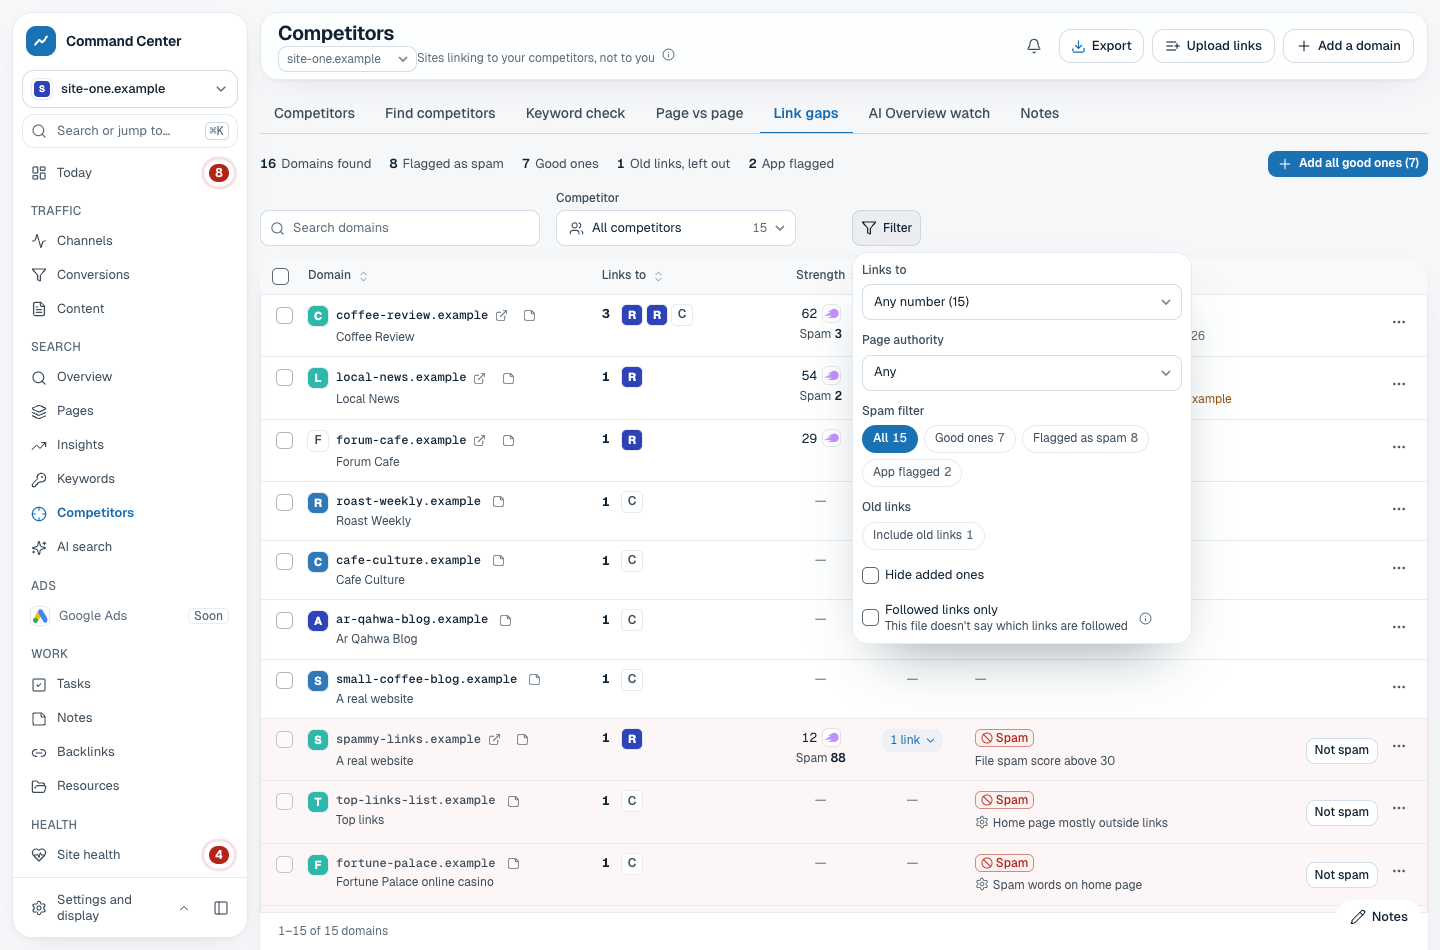 Command Center
S site-one.example
Search or jump to... ⌘K
Today 8
TRAFFIC
Channels
Conversions
Content
SEARCH
Overview
Pages
Insights
Keywords
Competitors
AI search
ADS
Google Ads Soon
WORK
Tasks
Notes
Backlinks
Resources
HEALTH
Site health 4
Settings and
display
Competitors
site-one.example Sites linking to your competitors, not to you
Export
Upload links
Add a domain
Competitors Find competitors Keyword check Page vs page Link gaps AI Overview watch Notes
16 Domains found 8 Flagged as spam 7 Good ones 1 Old links, left out 2 App flagged
Add all good ones (7)
Competitor
Search domains
All competitors 15
Filter
Domain Links to Strength
C coffee-review.example 3 R R C 62
Coffee Review Spam 3 26
L local-news.example 1 R 54
Local News Spam 2 xample
F forum-cafe.example 1 R 29
Forum Cafe
R roast-weekly.example 1 C —
Roast Weekly
C cafe-culture.example 1 C —
Cafe Culture
A ar-qahwa-blog.example 1 C —
Ar Qahwa Blog
S small-coffee-blog.example 1 C — — —
A real website
S spammy-links.example 1 R 12 1 link Spam Not spam
A real website Spam 88 File spam score above 30
T top-links-list.example 1 C — — Spam Not spam
Top links Home page mostly outside links
F fortune-palace.example 1 C — — Spam Not spam
Fortune Palace online casino Spam words on home page
Links to
Any number (15)
Page authority
Any
Spam filter
All 15 Good ones 7 Flagged as spam 8
App flagged 2
Old links
Include old links 1
Hide added ones
Followed links only
This file doesn't say which links are followed
1–15 of 15 domains
Notes